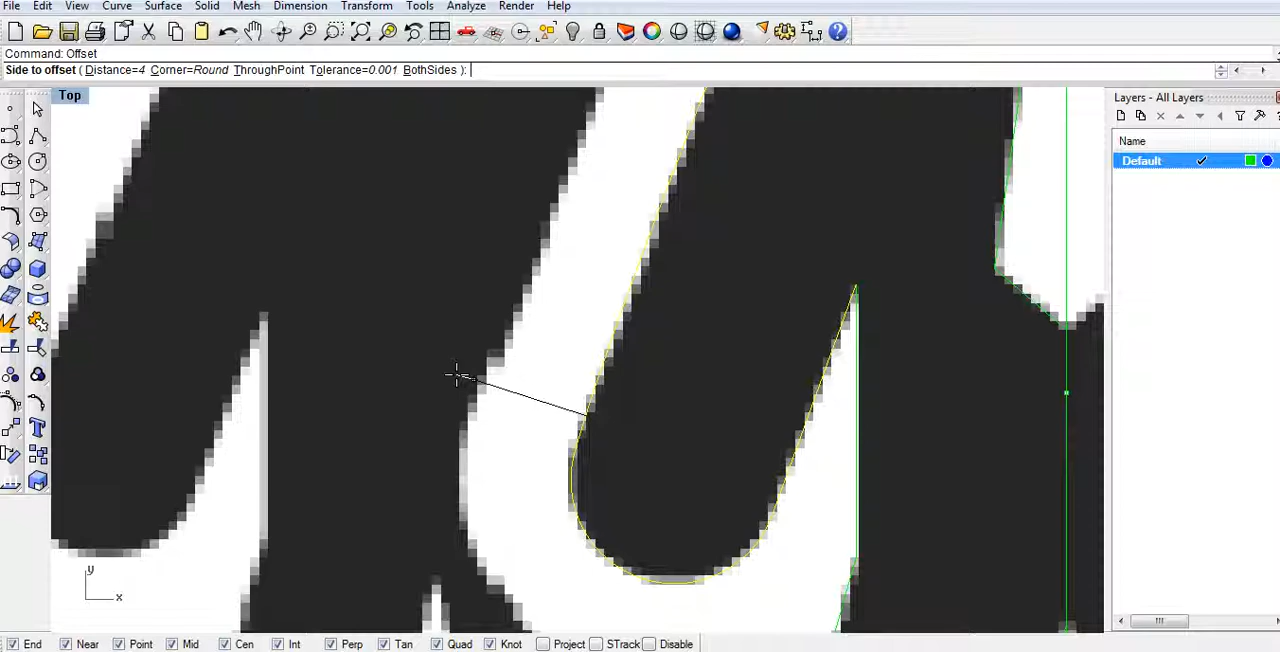 File Edit View Curve Surface Solid Mesh Dimension Transform Tools Analyze Render Help
Command: Offset
Side to offset ( Distance=4 Corner=Round ThroughPoint Tolerance=0.001 BothSides ):
Top
Layers - All Layers
Name
Default
y
x
End Near Point Mid Cen Int Perp Tan Quad Knot Project STrack Disable